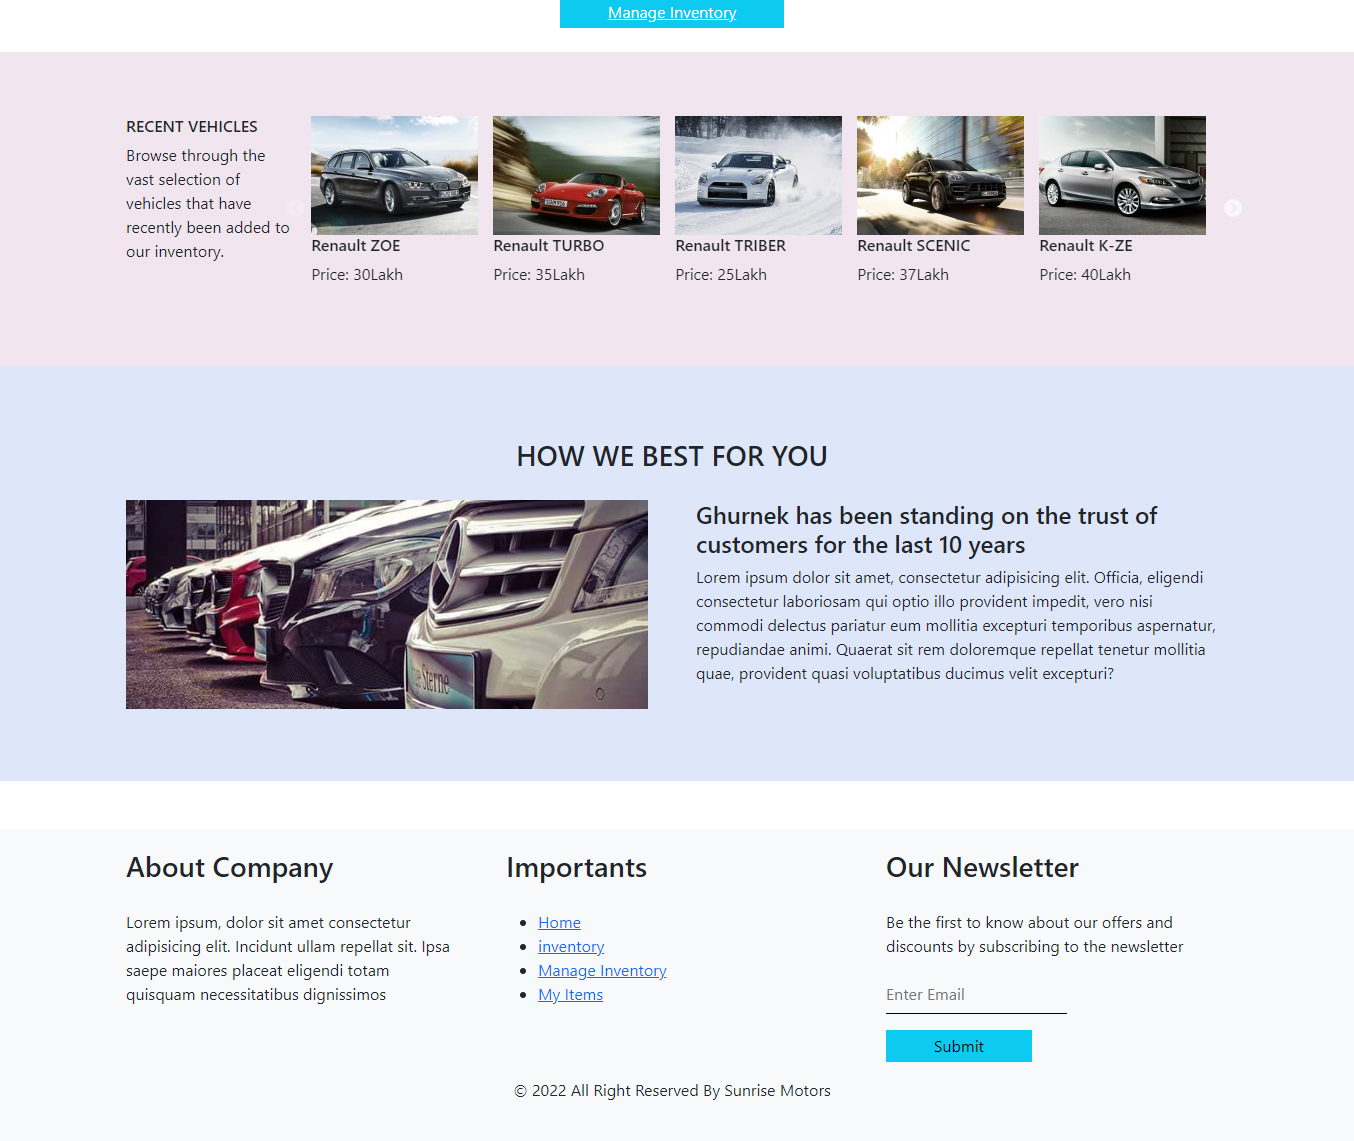 Manage Inventory
RECENT VEHICLES
Browse through the
vast selection of
vehicles that have
recently been added to
our inventory.
Renault ZOE
Price: 30Lakh
Renault TURBO
Price: 35Lakh
Renault TRIBER
Price: 25Lakh
Renault SCENIC
Price: 37Lakh
Renault K-ZE
Price: 40Lakh
HOW WE BEST FOR YOU
Sterne
Ghurnek has been standing on the trust of
customers for the last 10 years
Lorem ipsum dolor sit amet, consectetur adipisicing elit. Officia, eligendi
consectetur laboriosam qui optio illo provident impedit, vero nisi
commodi delectus pariatur eum mollitia excepturi temporibus aspernatur,
repudiandae animi. Quaerat sit rem doloremque repellat tenetur mollitia
quae, provident quasi voluptatibus ducimus velit excepturi?
About Company
Lorem ipsum, dolor sit amet consectetur
adipisicing elit. Incidunt ullam repellat sit. Ipsa
saepe maiores placeat eligendi totam
quisquam necessitatibus dignissimos
Importants
Home
inventory
Manage Inventory
My Items
Our Newsletter
Be the first to know about our offers and
discounts by subscribing to the newsletter
Enter Email
Submit
© 2022 All Right Reserved By Sunrise Motors